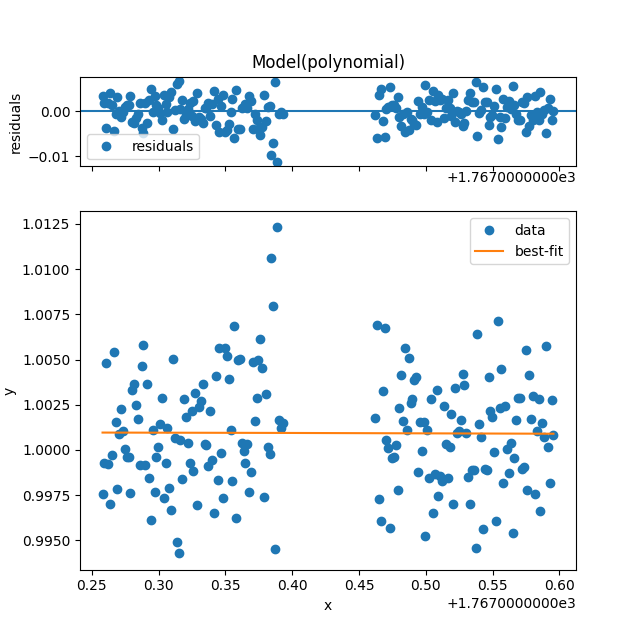 Model(polynomial)
0.00
−0.01
residuals
residuals
+1.7670000000e3
1.0125
1.0100
1.0075
1.0050
1.0025
1.0000
0.9975
0.9950
y
data
best-fit
0.25 0.30 0.35 0.40 0.45 0.50 0.55 0.60
x
+1.7670000000e3